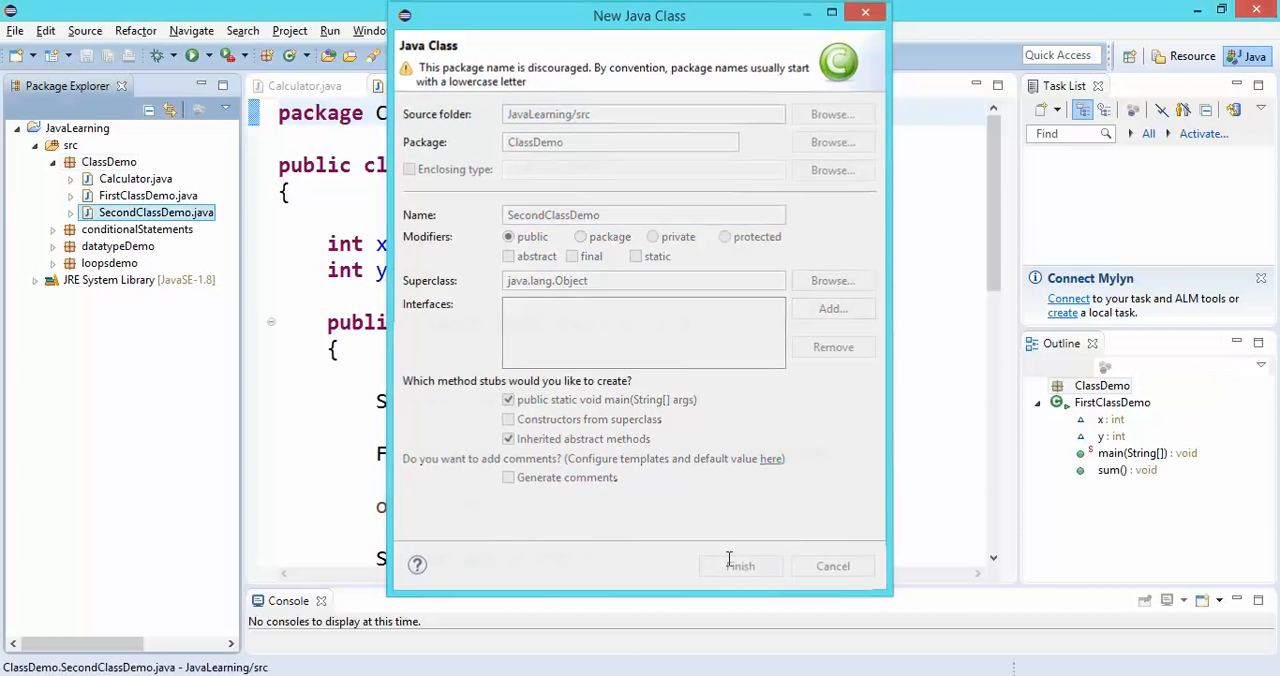 New Java Class
File Edit Source Refactor Navigate Search Project Run Windo
Java Class
This package name is discouraged. By convention, package names usually start
with a lowercase letter
Quick Access
Resource
Java
Package Explorer
Calculator.java
Task List
Find
All
Activate...
JavaLearning
src
ClassDemo
Calculator.java
FirstClassDemo.java
SecondClassDemo.java
conditionalStatements
datatypeDemo
loopsdemo
JRE System Library [JavaSE-1.8]
package C
public cl
{
int x
int y
publi
{
S
F
o
S
Source folder: JavaLearning/src Browse...
Package: ClassDemo Browse...
Enclosing type: Browse...
Name: SecondClassDemo
Modifiers: public package private protected
abstract final static
Superclass: java.lang.Object Browse...
Interfaces: Add...
Remove
Which method stubs would you like to create?
public static void main(String[] args)
Constructors from superclass
Inherited abstract methods
Do you want to add comments? (Configure templates and default value here)
Generate comments
Finish Cancel
Connect Mylyn
Connect to your task and ALM tools or
create a local task.
Outline
ClassDemo
FirstClassDemo
x : int
y : int
main(String[]) : void
sum() : void
Console
No consoles to display at this time.
ClassDemo.SecondClassDemo.java - JavaLearning/src